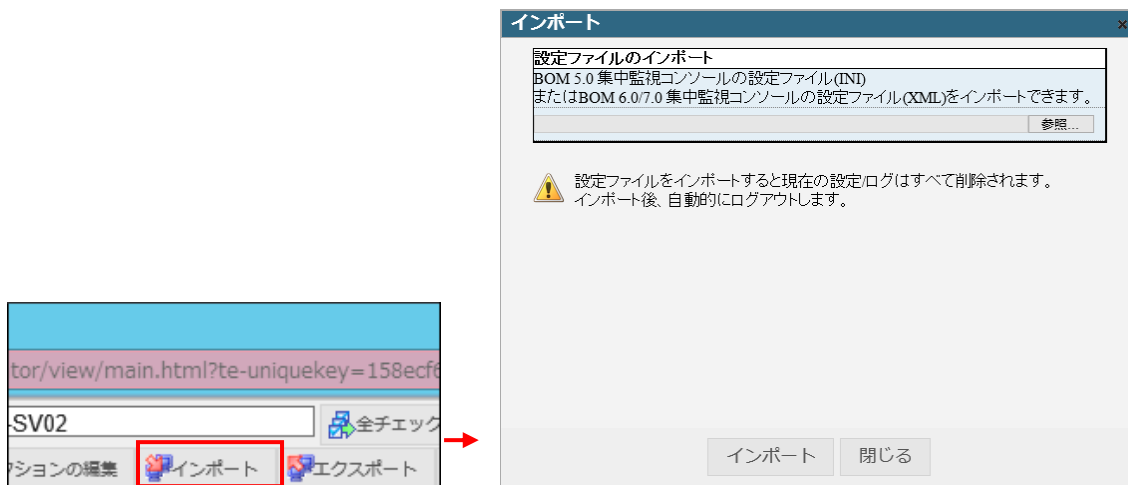 インポート
×
設定ファイルのインポート
BOM 5.0 集中監視コンソールの設定ファイル(INI)
またはBOM 6.0/7.0 集中監視コンソールの設定ファイル(XML)をインポートできます。
参照...
設定ファイルをインポートすると現在の設定/ログはすべて削除されます。
インポート後、自動的にログアウトします。
インポート 閉じる
tor/view/main.html?te-uniquekey=158ecf6
-SV02 全チェック
クションの編集 インポート エクスポート